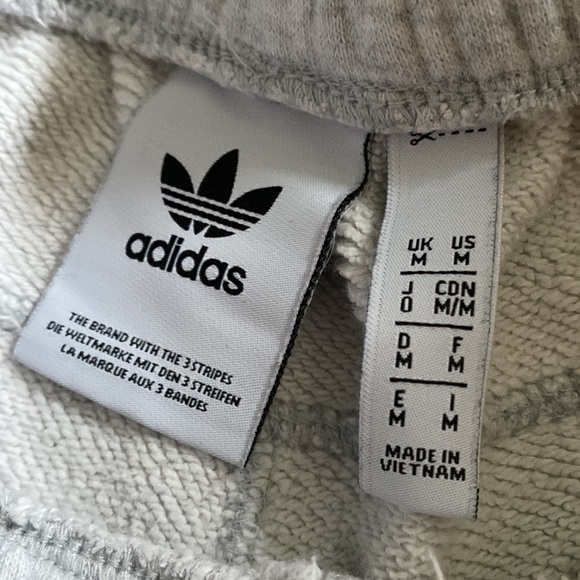 adidas
THE BRAND WITH THE 3 STRIPES
DIE WELTMARKE MIT DEN 3 STREIFEN
LA MARQUE AUX 3 BANDES
UK US
M M
J CDN
O M/M
D F
M M
E I
M M
MADE IN
VIETNAM